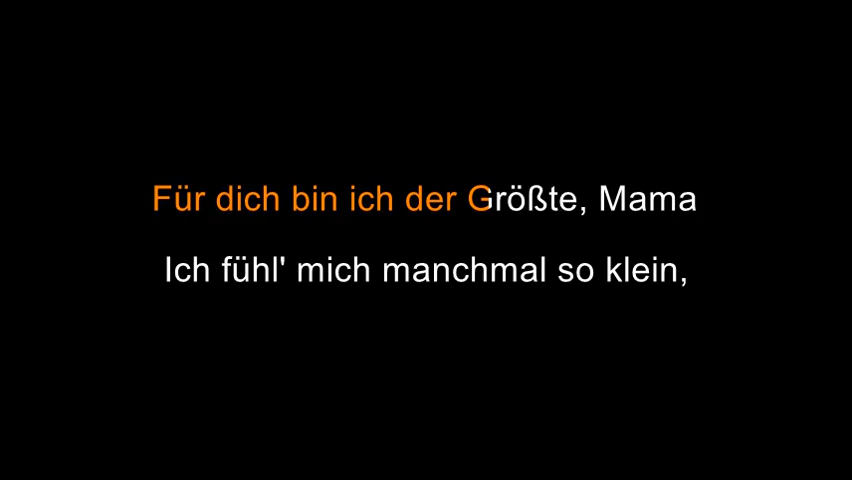 Für dich bin ich der Größte, Mama
Ich fühl' mich manchmal so klein,